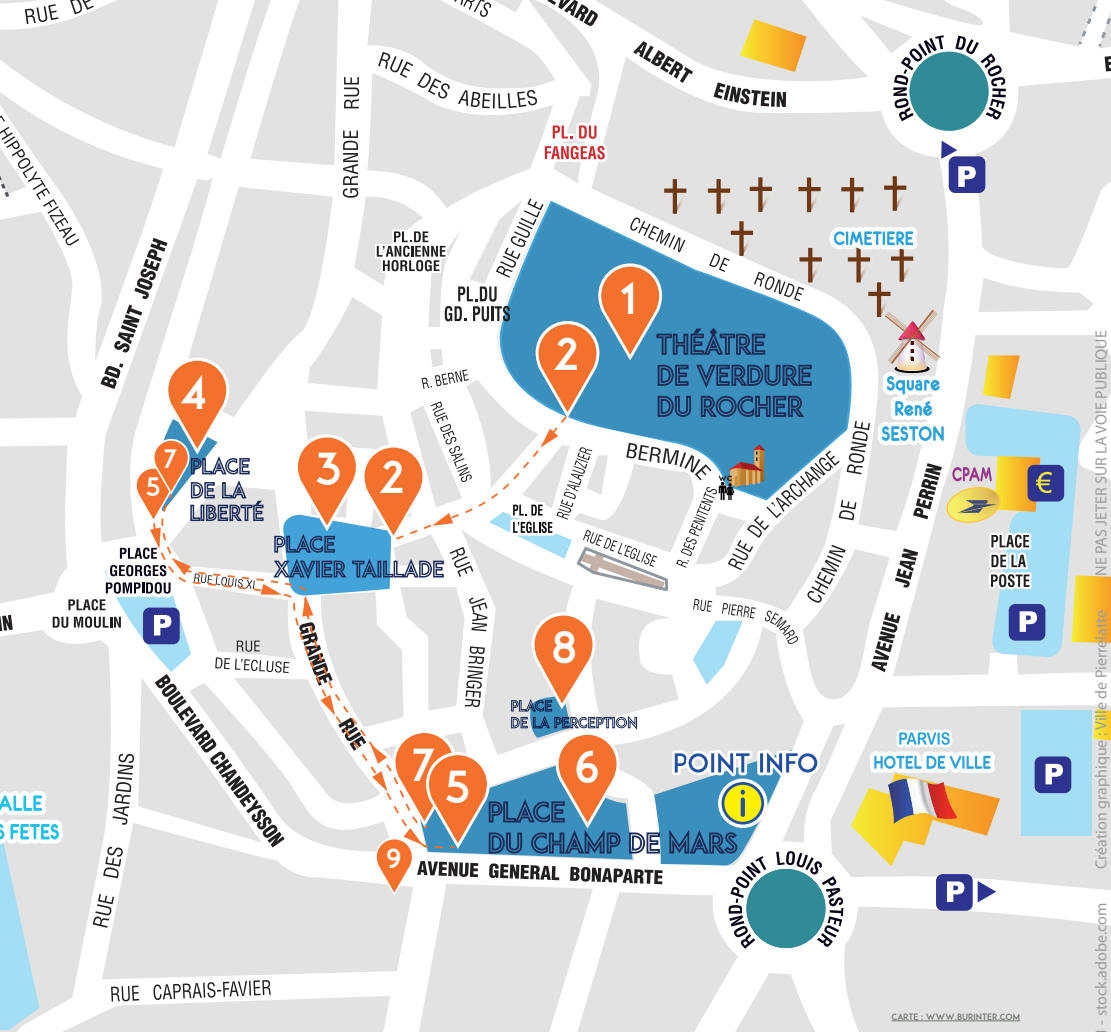 RUE DE
ARTS
EVARD
ALBERT
EINSTEIN
ROND-POINT DU ROCHER
P
RUE DES ABEILLES
GRANDE RUE
HIPPOLYTE FIZEAU
PL. DU
FANGEAS
CHEMIN DE RONDE
CIMETIERE
RUE GUILLE
PL.DE
L'ANCIENNE
HORLOGE
PL.DU
GD. PUITS
BD. SAINT JOSEPH
1
2
THÉÂTRE
DE VERDURE
DU ROCHER
Square
René
SESTON
R. BERNE
RUE DES SALINS
4
7
5
PLACE
DE LA
LIBERTÉ
3
2
BERMINE
WC
RUE D'ALAUZIER
PL. DE
L'EGLISE
RUE DE L'EGLISE
R. DES PENITENTS
RUE DE L'ARCHANGE
CHEMIN DE RONDE
AVENUE JEAN PERRIN
CPAM
€
PLACE
DE LA
POSTE
P
PLACE
XAVIER TAILLADE
PLACE
GEORGES
POMPIDOU
RUE LOUIS XI
PLACE
DU MOULIN
IN
P
RUE
DE L'ECLUSE
GRANDE RUE
RUE JEAN BRINGER
RUE PIERRE SEMARD
8
PLACE
DE LA PERCEPTION
BOULEVARD CHANDEYSSON
7
5
6
PLACE
DU CHAMP DE MARS
POINT INFO
i
PARVIS
HOTEL DE VILLE
P
9
AVENUE GENERAL BONAPARTE
ROND-POINT LOUIS PASTEUR
P
ALLE
S FETES
RUE DES JARDINS
RUE CAPRAIS-FAVIER
CARTE : WWW.BURINTER.COM
- stock.adobe.com
Création graphique : Ville de Pierrelatte
NE PAS JETER SUR LA VOIE PUBLIQUE